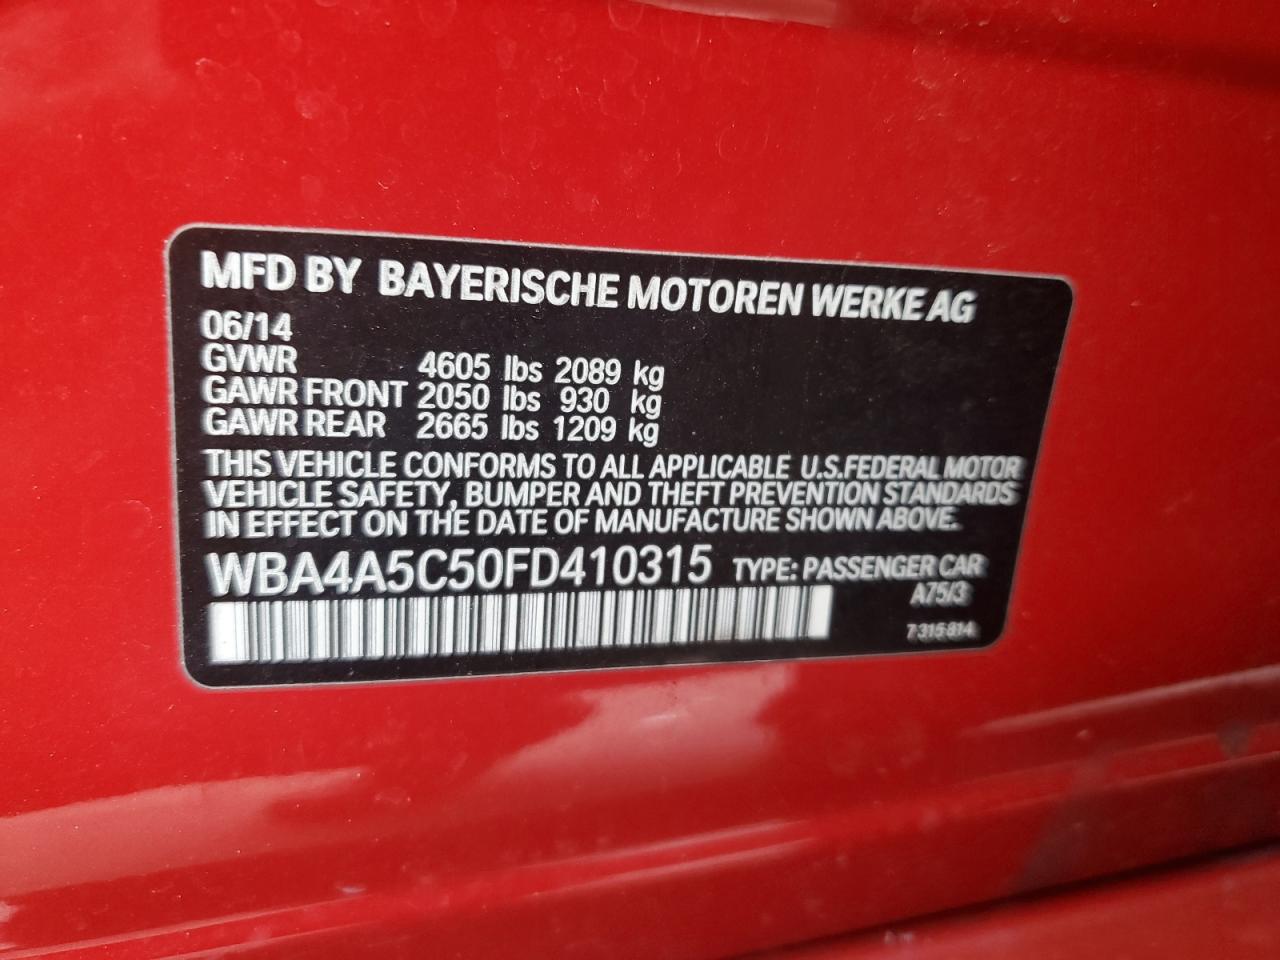 MFD BY BAYERISCHE MOTOREN WERKE AG
06/14
GVWR 4605 lbs 2089 kg
GAWR FRONT 2050 lbs 930 kg
GAWR REAR 2665 lbs 1209 kg
THIS VEHICLE CONFORMS TO ALL APPLICABLE U.S.FEDERAL MOTOR
VEHICLE SAFETY, BUMPER AND THEFT PREVENTION STANDARDS
IN EFFECT ON THE DATE OF MANUFACTURE SHOWN ABOVE.
WBA4A5C50FD410315 TYPE: PASSENGER CAR
A75/3
7 315 814